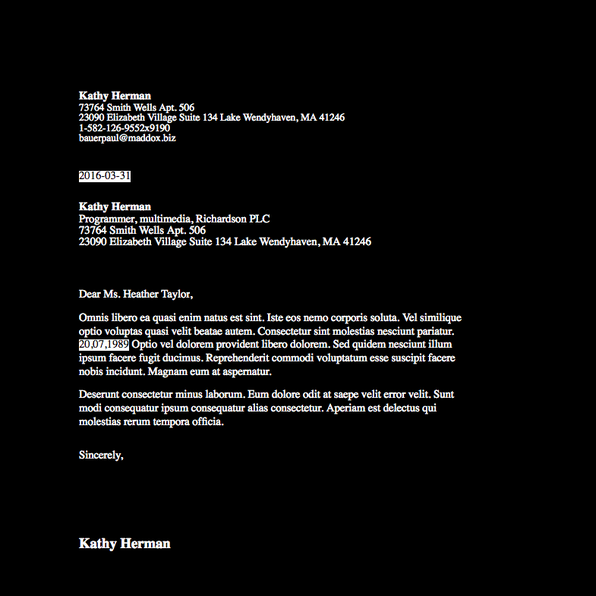 Kathy Herman
73764 Smith Wells Apt. 506
23090 Elizabeth Village Suite 134 Lake Wendyhaven, MA 41246
1-582-126-9552x9190
bauerpaul@maddox.biz
2016-03-31
Kathy Herman
Programmer, multimedia, Richardson PLC
73764 Smith Wells Apt. 506
23090 Elizabeth Village Suite 134 Lake Wendyhaven, MA 41246
Dear Ms. Heather Taylor,
Omnis libero ea quasi enim natus est sint. Iste eos nemo corporis soluta. Vel similique
optio voluptas quasi velit beatae autem. Consectetur sint molestias nesciunt pariatur.
20,07,1989 Optio vel dolorem provident libero dolorem. Sed quidem nesciunt illum
ipsum facere fugit ducimus. Reprehenderit commodi voluptatum esse suscipit facere
nobis incidunt. Magnam eum at aspernatur.
Deserunt consectetur minus laborum. Eum dolore odit at saepe velit error velit. Sunt
modi consequatur ipsum consequatur alias consectetur. Aperiam est delectus qui
molestias rerum tempora officia.
Sincerely,
Kathy Herman